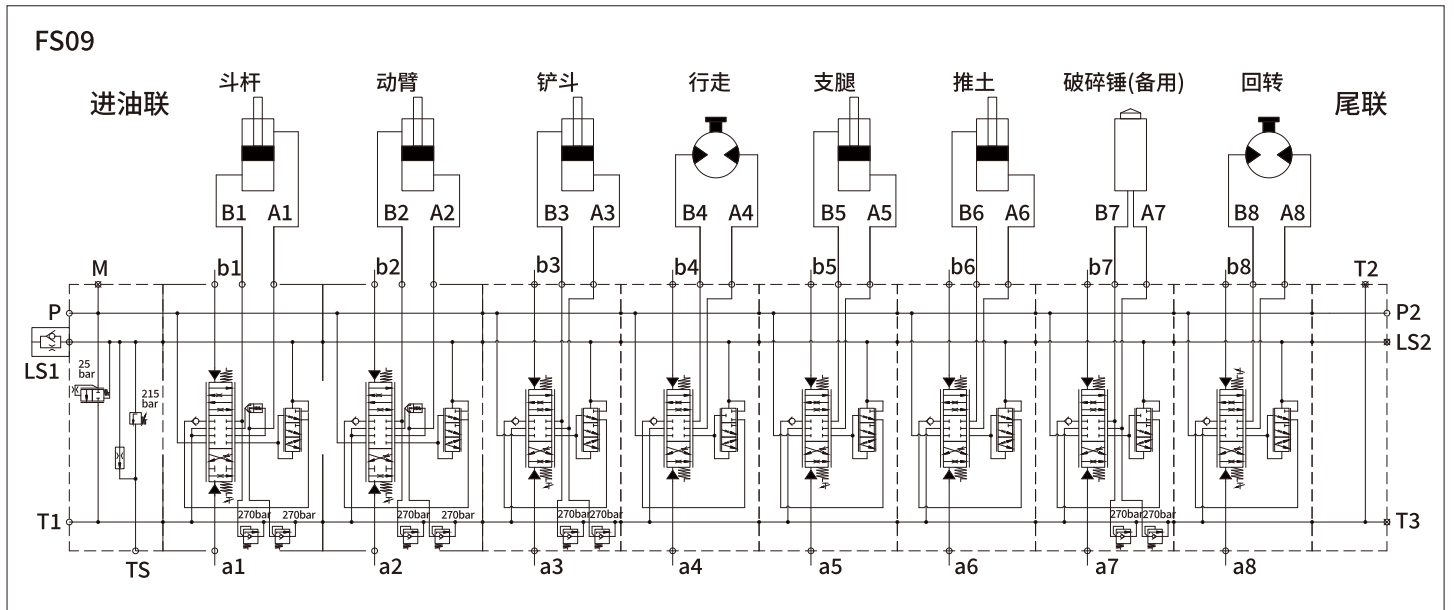 FS09
斗杆 动臂 铲斗 行走 支腿 推土 破碎锤(备用) 回转
进油联 尾联
B1 A1 B2 A2 B3 A3 B4 A4 B5 A5 B6 A6 B7 A7 B8 A8
M b1 b2 b3 b4 b5 b6 b7 b8 T2
P P2
LS1 LS2
25
bar
215
bar
270bar 270bar 270bar 270bar 270bar 270bar 270bar 270bar
T1 T3
TS a1 a2 a3 a4 a5 a6 a7 a8